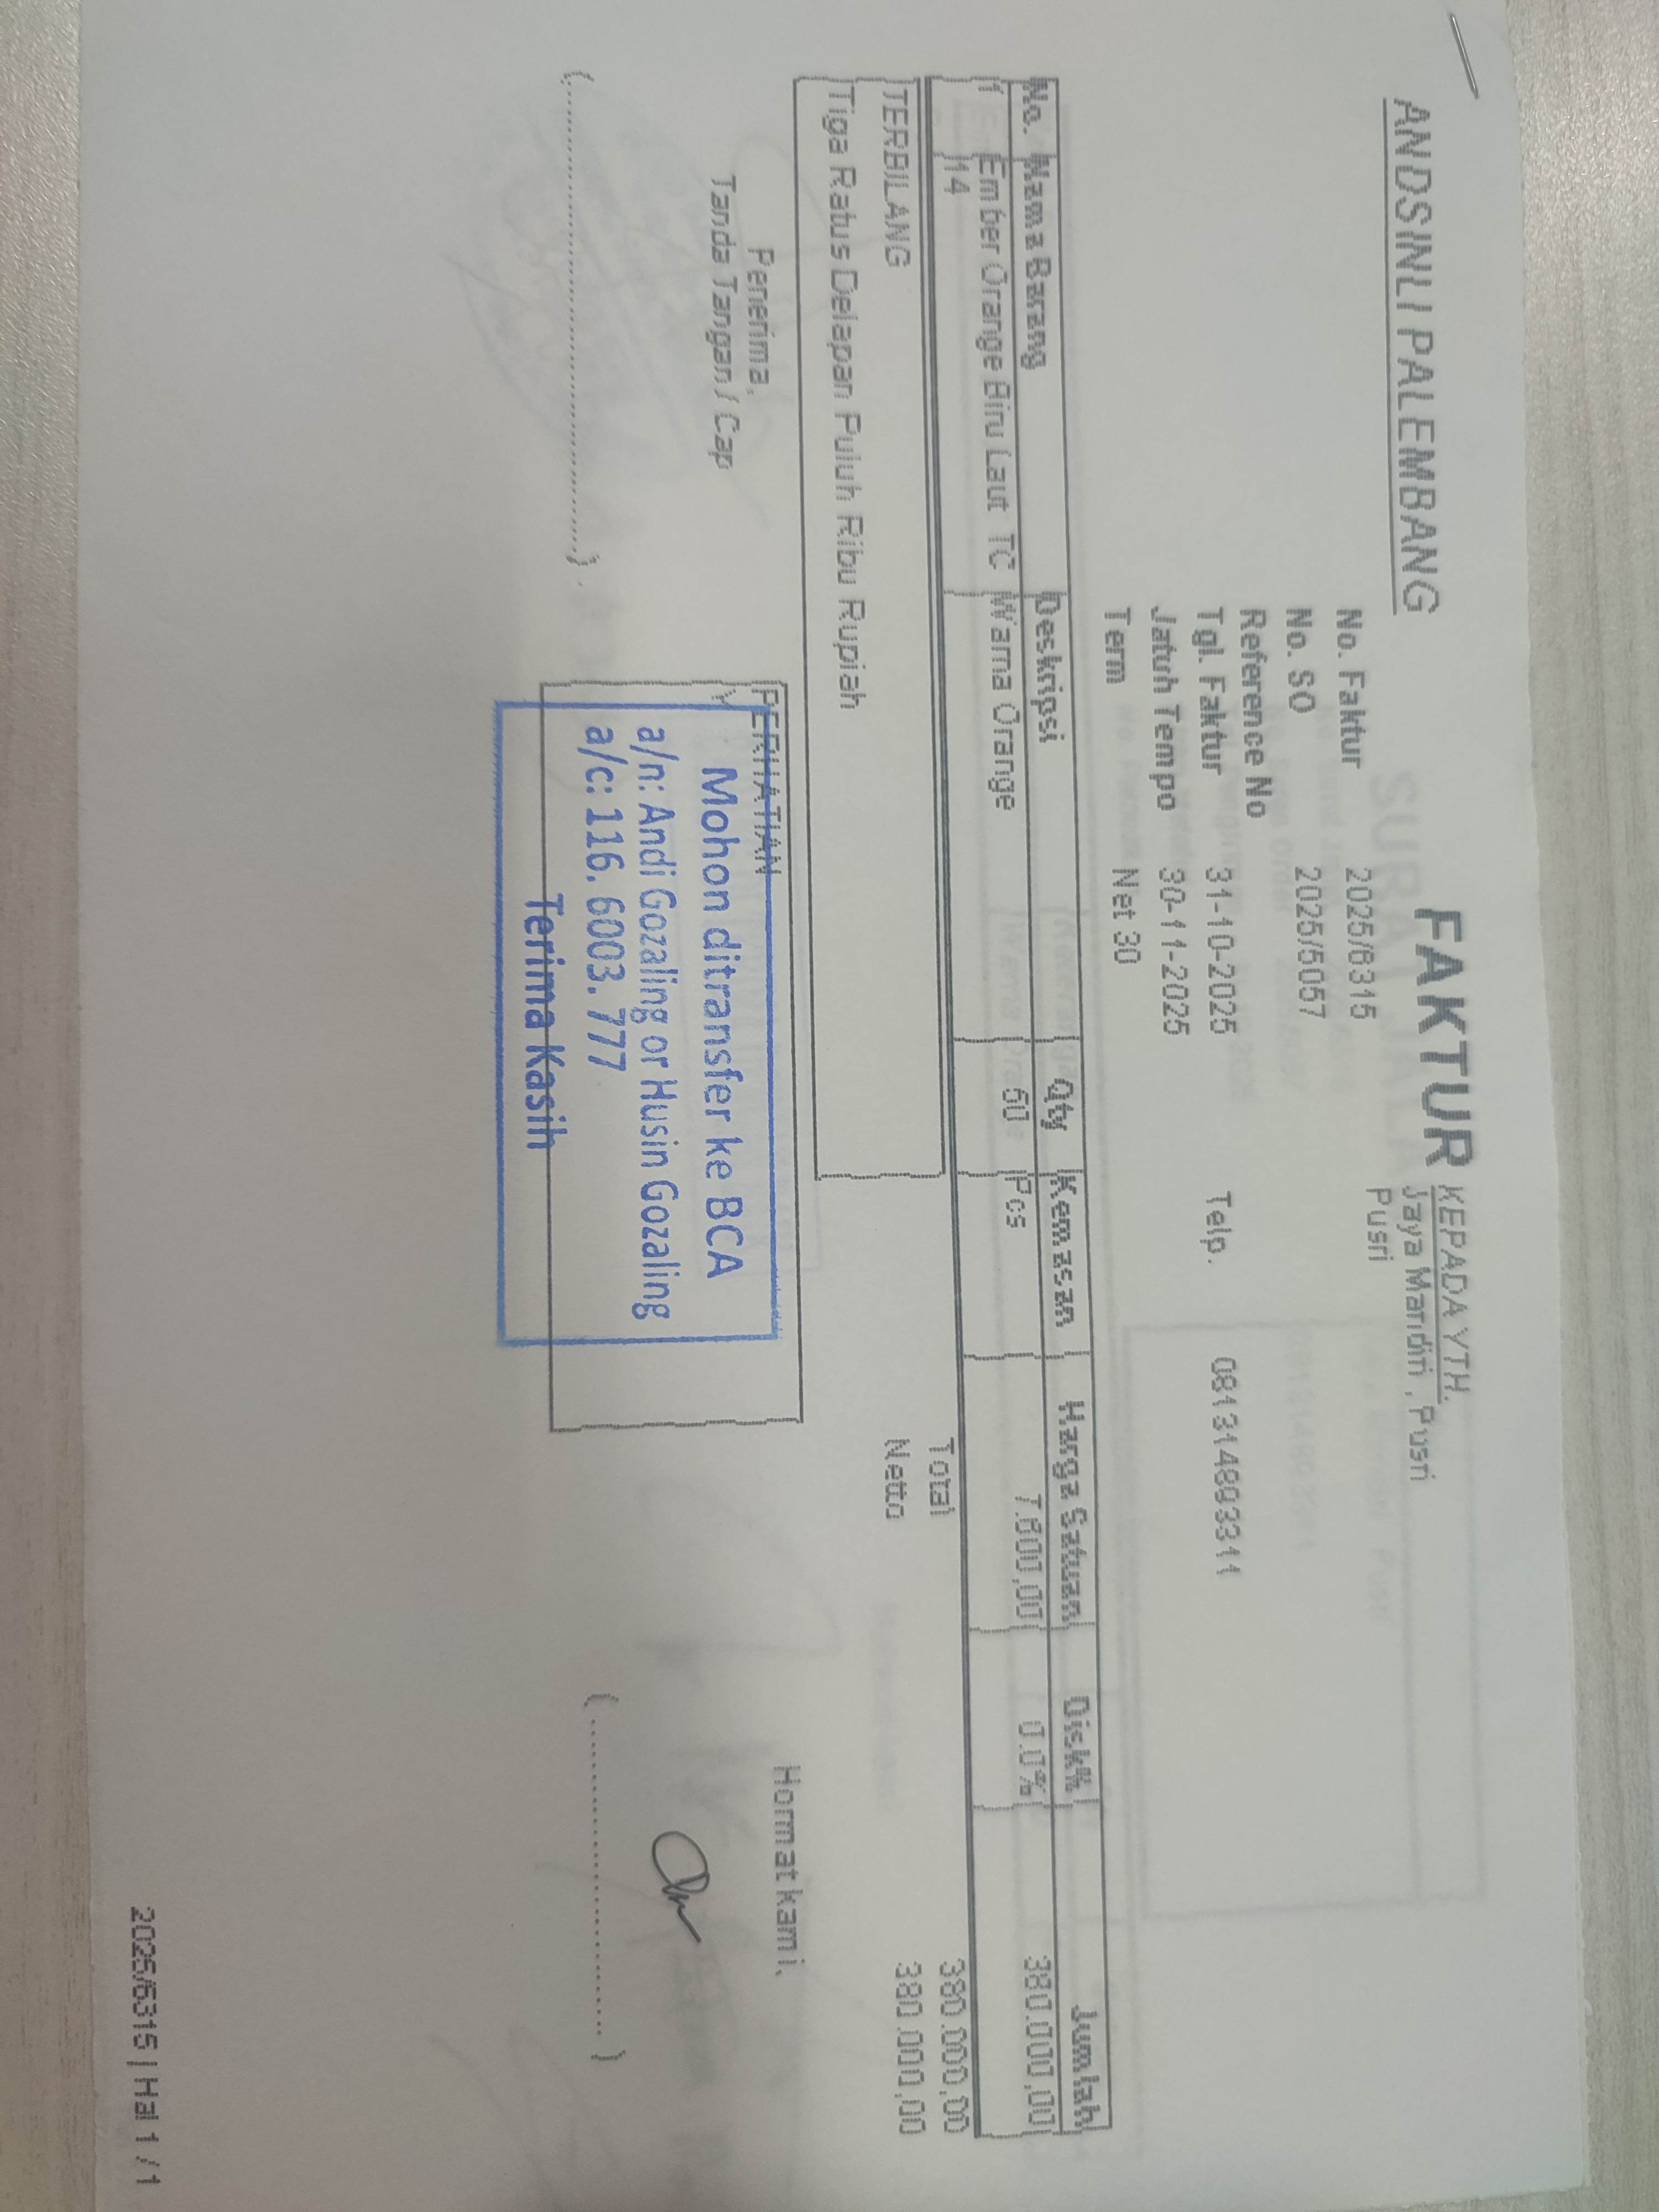 ANDSINLI PALEMBANG
FAKTUR
KEPADA YTH.
Jaya Mandiri , Pusri
Pusri
No. Faktur 2025/6315
No. SO 2025/5057
Reference No
Tgl. Faktur 31-10-2025
Telp. 081314893311
Jatuh Tempo 30-11-2025
Term Net 30
No. Nama Barang Deskripsi Qty Kemasan Harga Satuan Disk% Jumlah
1 Ember Orange Biru Laut TC Warna Orange Pcs 7.600,00 0.0% 380.000,00
14
TERBILANG
Tiga Ratus Delapan Puluh Ribu Rupiah
Total 380.000,00
Netto 380.000,00
Penerima,
Tanda Tangan / Cap
PERHATIAN
Mohon ditransfer ke BCA
a/n: Andi Gozaling or Husin Gozaling
a/c: 116. 6003. 777
Terima Kasih
Hormat kami,
2025/6315 | Hal 1 / 1